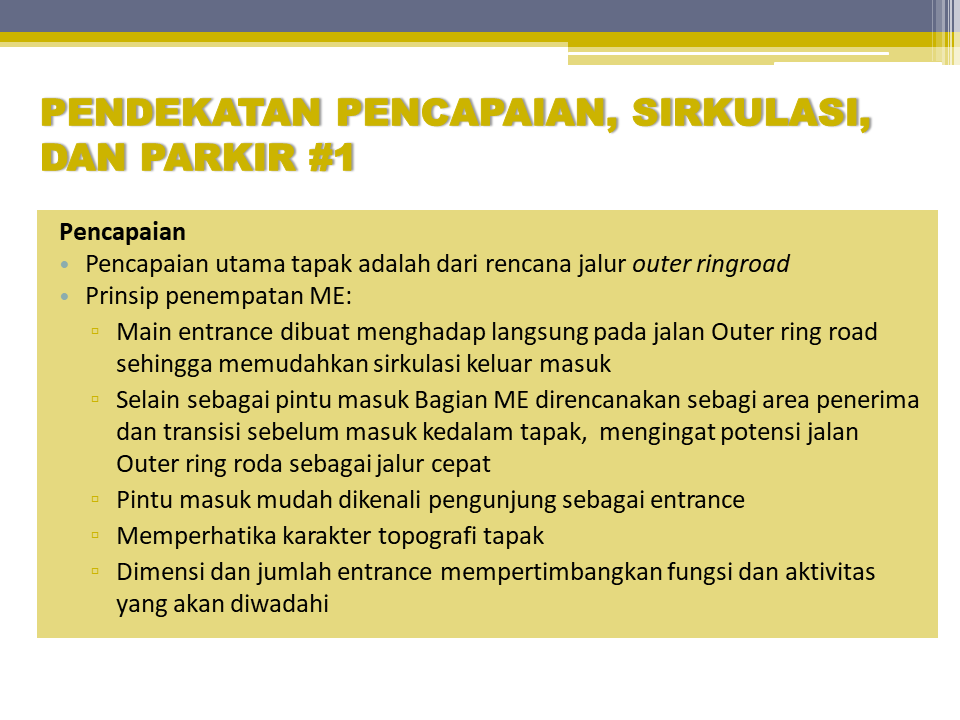 PENDEKATAN PENCAPAIAN, SIRKULASI,
DAN PARKIR #1
Pencapaian
• Pencapaian utama tapak adalah dari rencana jalur outer ringroad
• Prinsip penempatan ME:
▫ Main entrance dibuat menghadap langsung pada jalan Outer ring road
sehingga memudahkan sirkulasi keluar masuk
▫ Selain sebagai pintu masuk Bagian ME direncanakan sebagi area penerima
dan transisi sebelum masuk kedalam tapak, mengingat potensi jalan
Outer ring roda sebagai jalur cepat
▫ Pintu masuk mudah dikenali pengunjung sebagai entrance
▫ Memperhatika karakter topografi tapak
▫ Dimensi dan jumlah entrance mempertimbangkan fungsi dan aktivitas
yang akan diwadahi